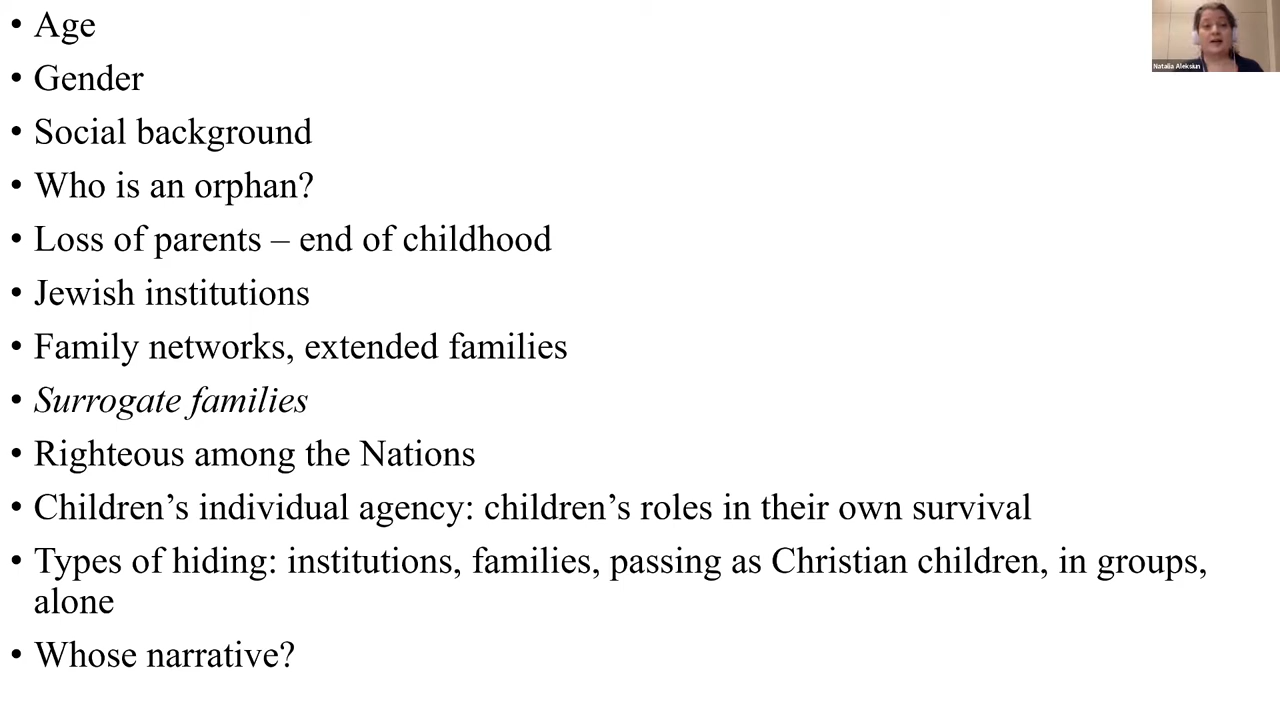 • Age
• Gender
• Social background
• Who is an orphan?
• Loss of parents – end of childhood
• Jewish institutions
• Family networks, extended families
• Surrogate families
• Righteous among the Nations
• Children’s individual agency: children’s roles in their own survival
• Types of hiding: institutions, families, passing as Christian children, in groups,
alone
• Whose narrative?
Natalia Aleksiun